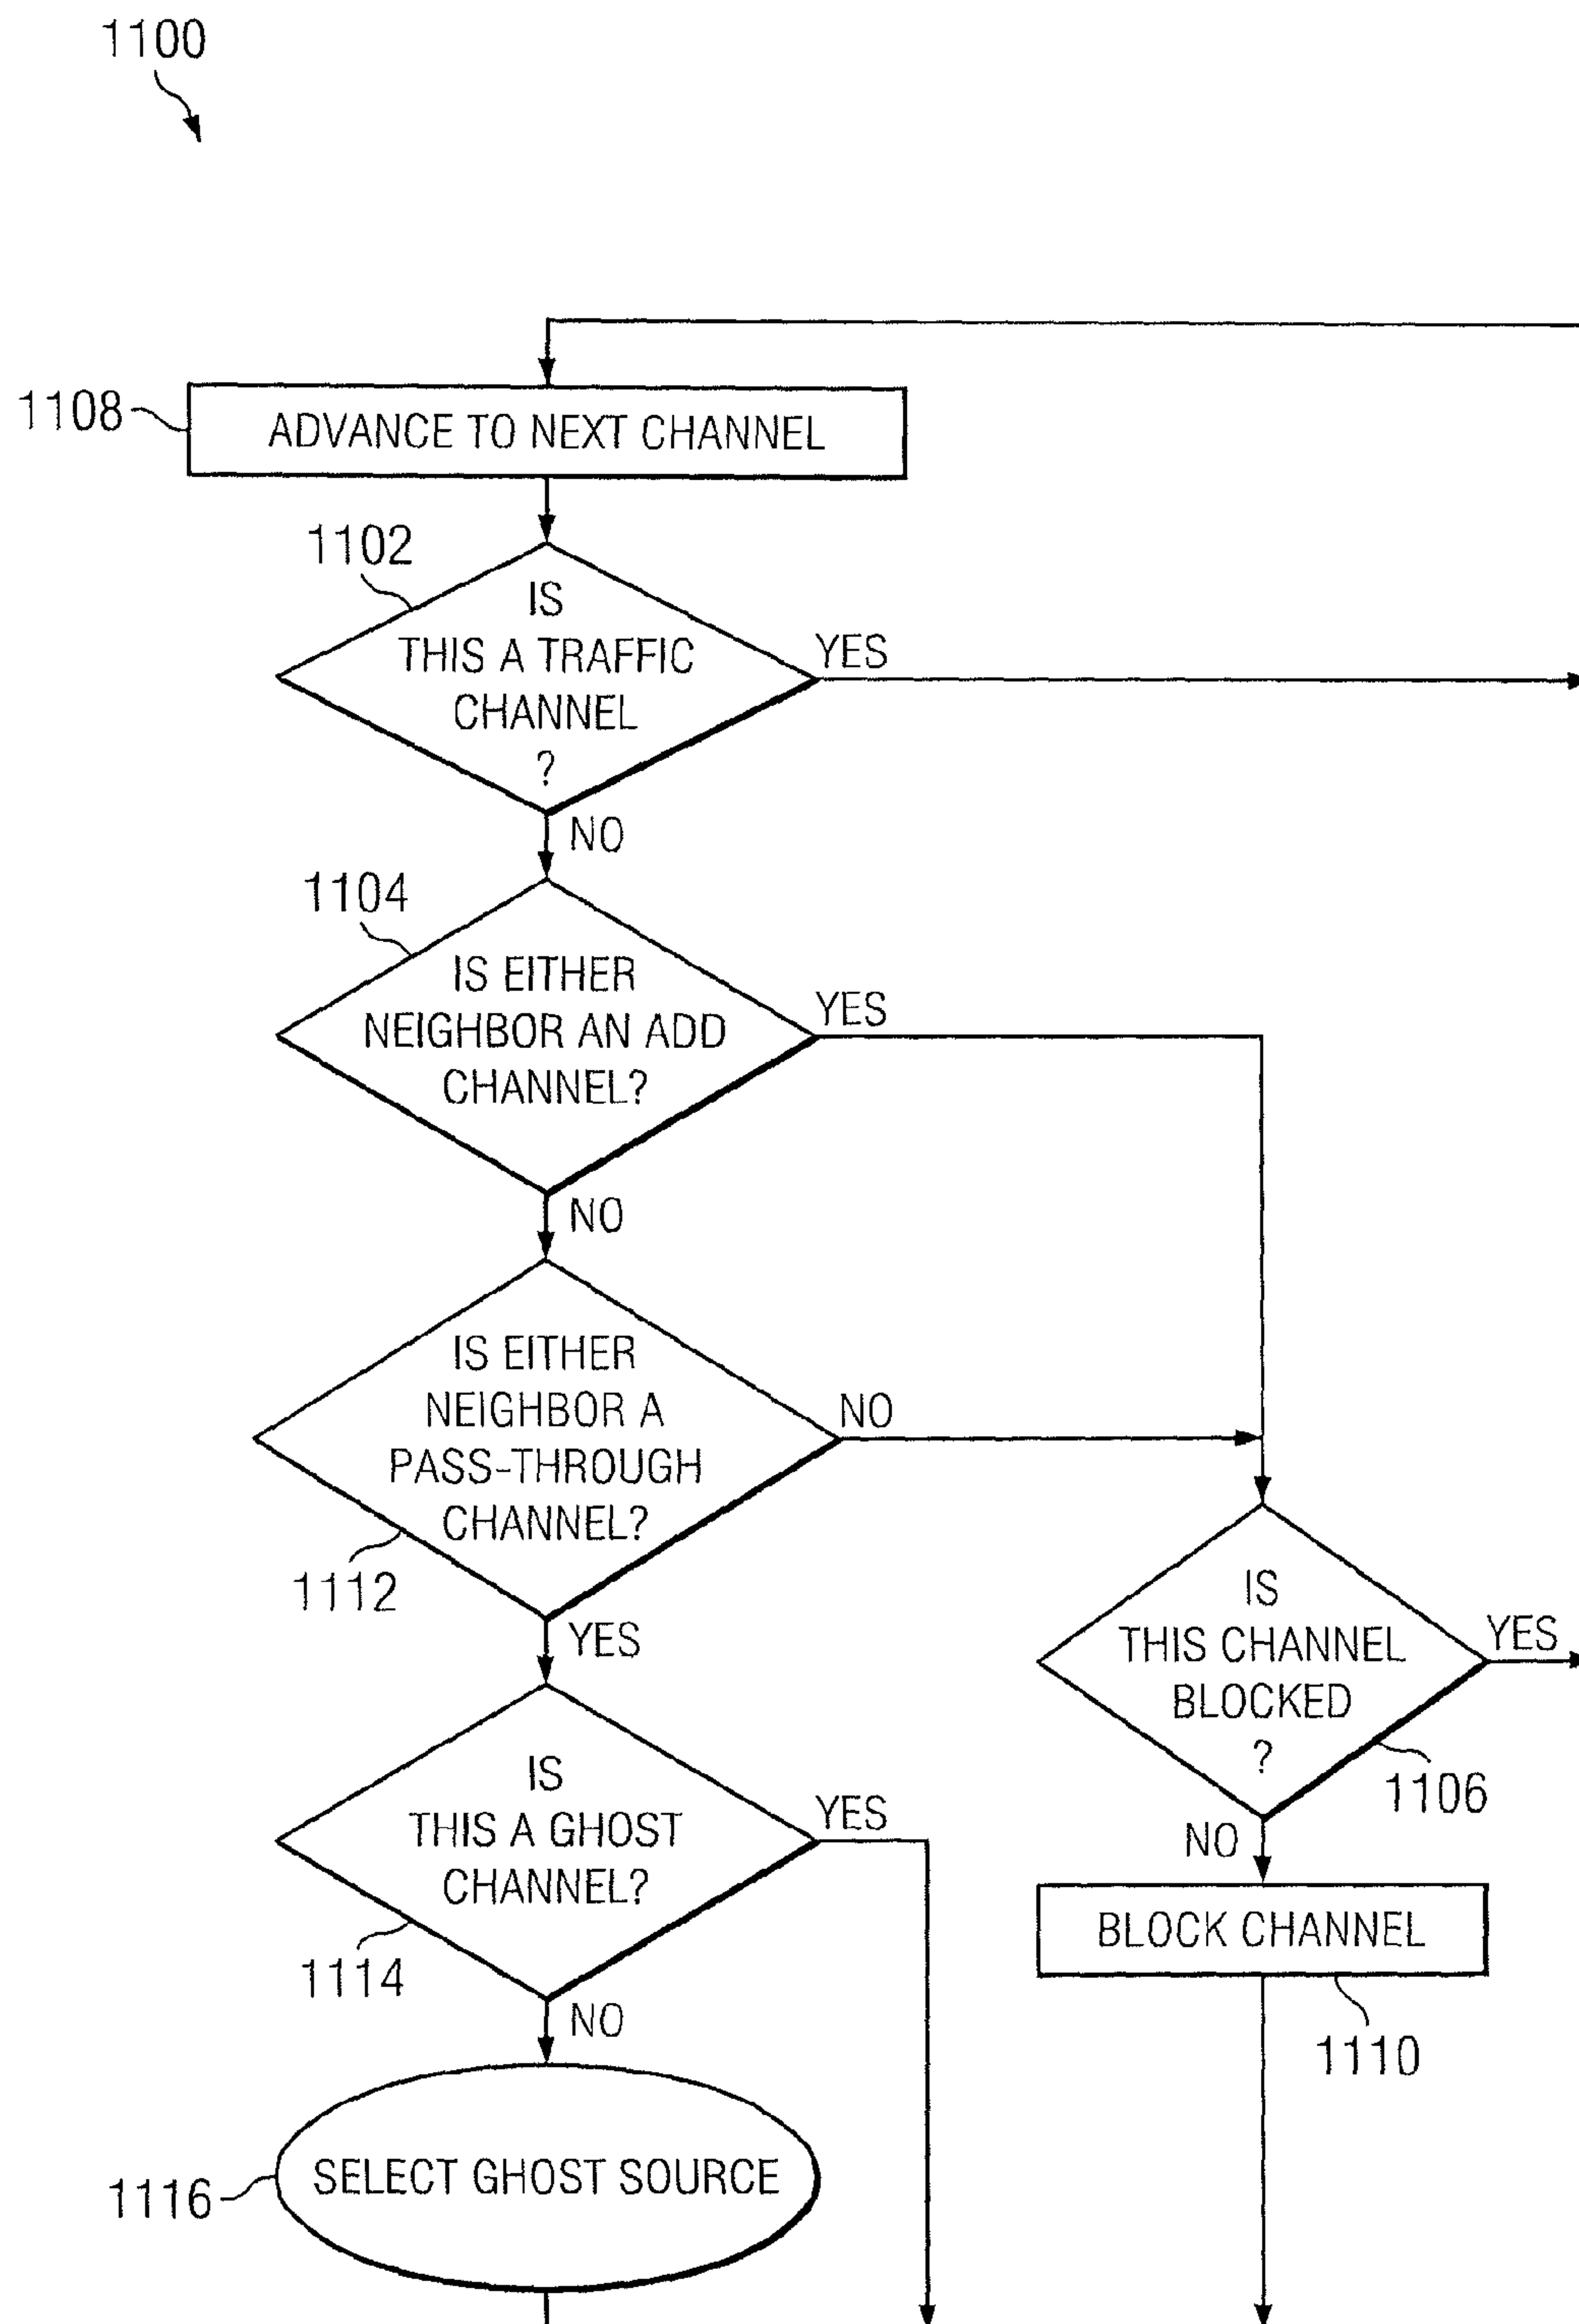 1100
1108
ADVANCE TO NEXT CHANNEL
1102
IS
THIS A TRAFFIC
CHANNEL
?
YES
NO
1104
IS EITHER
NEIGHBOR AN ADD
CHANNEL?
YES
NO
IS EITHER
NEIGHBOR A
PASS-THROUGH
CHANNEL?
NO
1112
YES
IS
THIS CHANNEL
BLOCKED
?
YES
1106
NO
IS
THIS A GHOST
CHANNEL?
YES
1114
NO
BLOCK CHANNEL
1110
SELECT GHOST SOURCE
1116